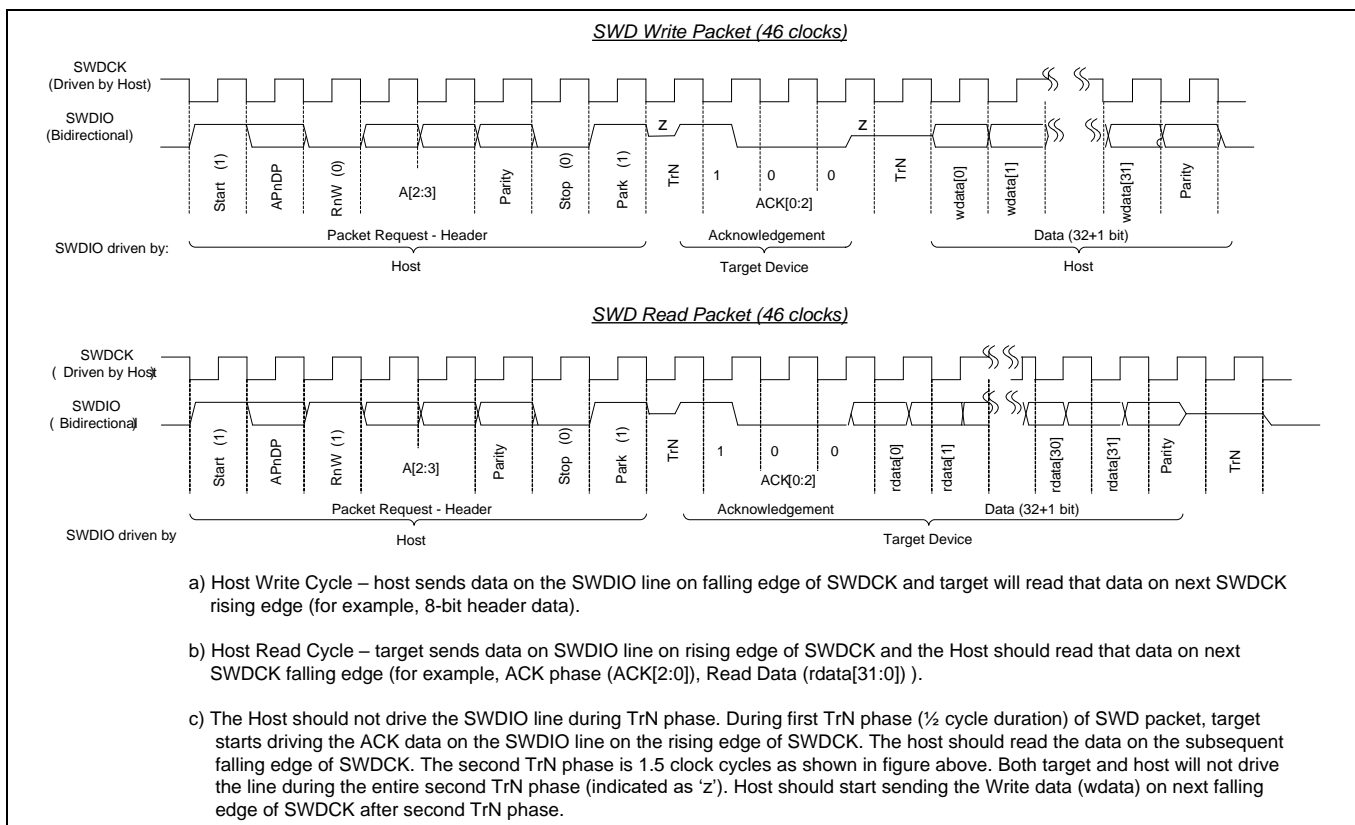 SWD Write Packet (46 clocks)
SWDCK
(Driven by Host)
SWDIO
(Bidirectional)
z
z
Start (1)
APnDP
RnW (0)
A[2:3]
Parity
Stop (0)
Park (1)
TrN
1
0
0
ACK[0:2]
TrN
wdata[0]
wdata[1]
wdata[31]
Parity
Packet Request - Header
Acknowledgement
Data (32+1 bit)
SWDIO driven by:
Host
Target Device
Host
SWD Read Packet (46 clocks)
SWDCK
( Driven by Host)
SWDIO
( Bidirectional)
Start (1)
APnDP
RnW (1)
A[2:3]
Parity
Stop (0)
Park (1)
TrN
1
0
0
ACK[0:2]
rdata[0]
rdata[1]
rdata[30]
rdata[31]
Parity
TrN
Packet Request - Header
Acknowledgement
Data (32+1 bit)
SWDIO driven by
Host
Target Device
a) Host Write Cycle – host sends data on the SWDIO line on falling edge of SWDCK and target will read that data on next SWDCK
rising edge (for example, 8-bit header data).
b) Host Read Cycle – target sends data on SWDIO line on rising edge of SWDCK and the Host should read that data on next
SWDCK falling edge (for example, ACK phase (ACK[2:0]), Read Data (rdata[31:0]) ).
c) The Host should not drive the SWDIO line during TrN phase. During first TrN phase (½ cycle duration) of SWD packet, target
starts driving the ACK data on the SWDIO line on the rising edge of SWDCK. The host should read the data on the subsequent
falling edge of SWDCK. The second TrN phase is 1.5 clock cycles as shown in figure above. Both target and host will not drive
the line during the entire second TrN phase (indicated as ‘z’). Host should start sending the Write data (wdata) on next falling
edge of SWDCK after second TrN phase.